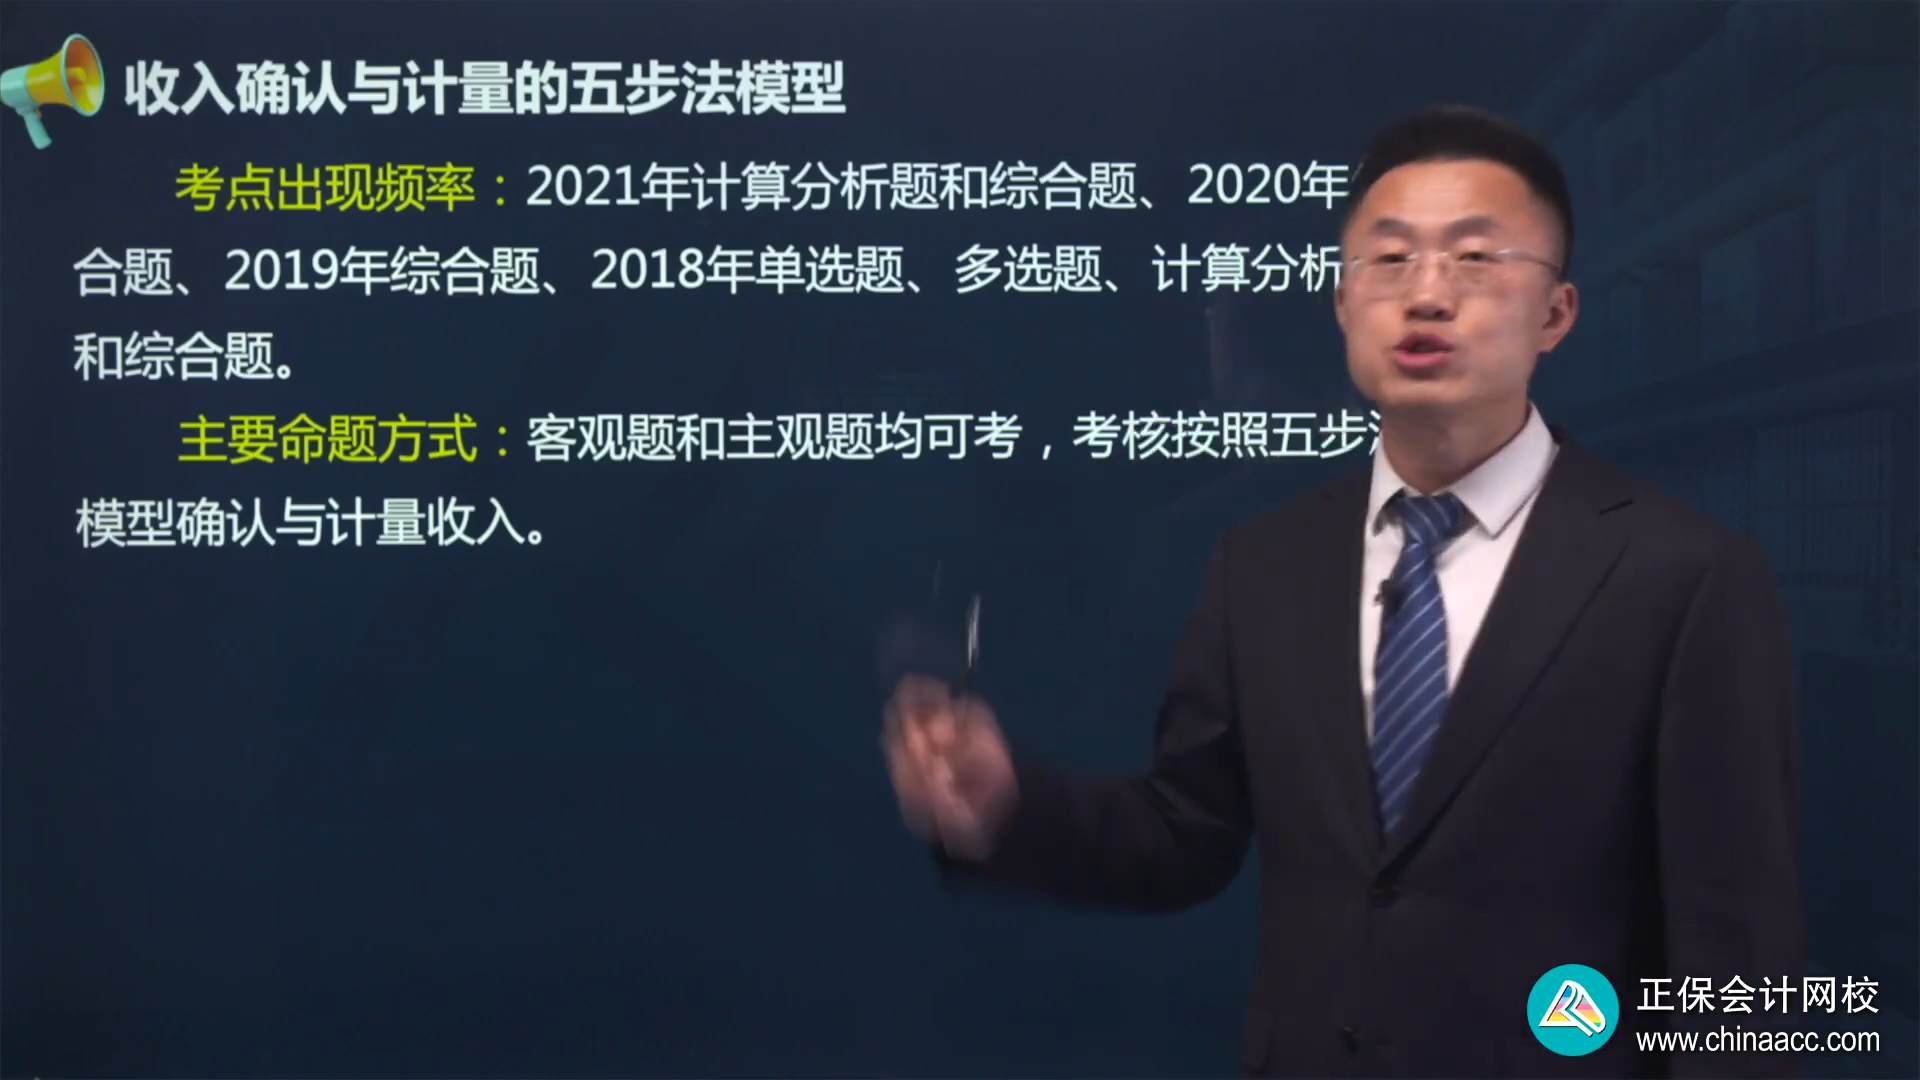 收入确认与计量的五步法模型
考点出现频率：2021年计算分析题和综合题、2020年
合题、2019年综合题、2018年单选题、多选题、计算分析
和综合题。
主要命题方式：客观题和主观题均可考，考核按照五步法
模型确认与计量收入。
正保会计网校
www.chinaacc.com